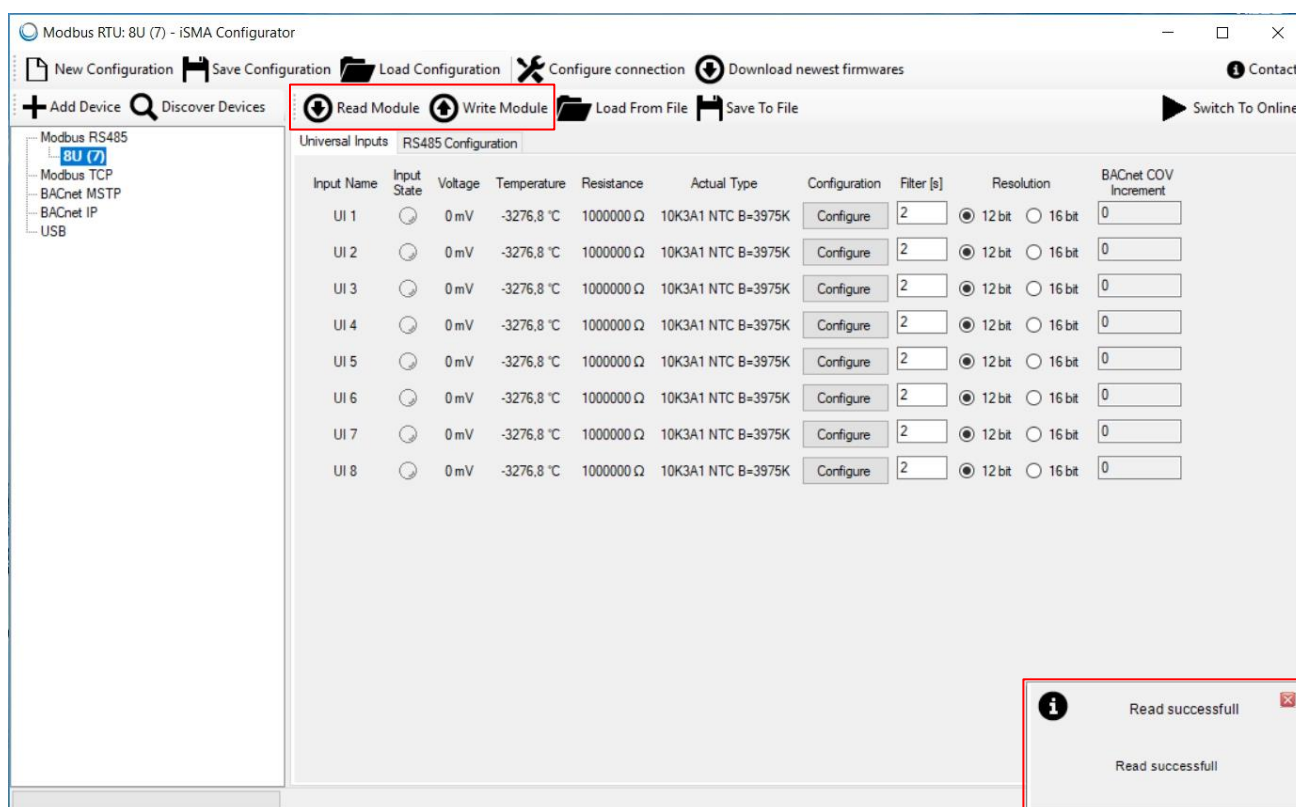 Modbus RTU: 8U (7) - iSMA Configurator
New Configuration Save Configuration Load Configuration Configure connection Download newest firmwares Contact
Add Device Discover Devices Read Module Write Module Load From File Save To File Switch To Online
Modbus RS485
8U (7)
Modbus TCP
BACnet MSTP
BACnet IP
USB
Universal Inputs RS485 Configuration
Input Name Input State Voltage Temperature Resistance Actual Type Configuration Filter [s] Resolution BACnet COV Increment
UI 1 0 mV -3276,8 °C 1000000 Ω 10K3A1 NTC B=3975K Configure 2 12 bit 16 bit 0
UI 2 0 mV -3276,8 °C 1000000 Ω 10K3A1 NTC B=3975K Configure 2 12 bit 16 bit 0
UI 3 0 mV -3276,8 °C 1000000 Ω 10K3A1 NTC B=3975K Configure 2 12 bit 16 bit 0
UI 4 0 mV -3276,8 °C 1000000 Ω 10K3A1 NTC B=3975K Configure 2 12 bit 16 bit 0
UI 5 0 mV -3276,8 °C 1000000 Ω 10K3A1 NTC B=3975K Configure 2 12 bit 16 bit 0
UI 6 0 mV -3276,8 °C 1000000 Ω 10K3A1 NTC B=3975K Configure 2 12 bit 16 bit 0
UI 7 0 mV -3276,8 °C 1000000 Ω 10K3A1 NTC B=3975K Configure 2 12 bit 16 bit 0
UI 8 0 mV -3276,8 °C 1000000 Ω 10K3A1 NTC B=3975K Configure 2 12 bit 16 bit 0
Read successfull
Read successfull